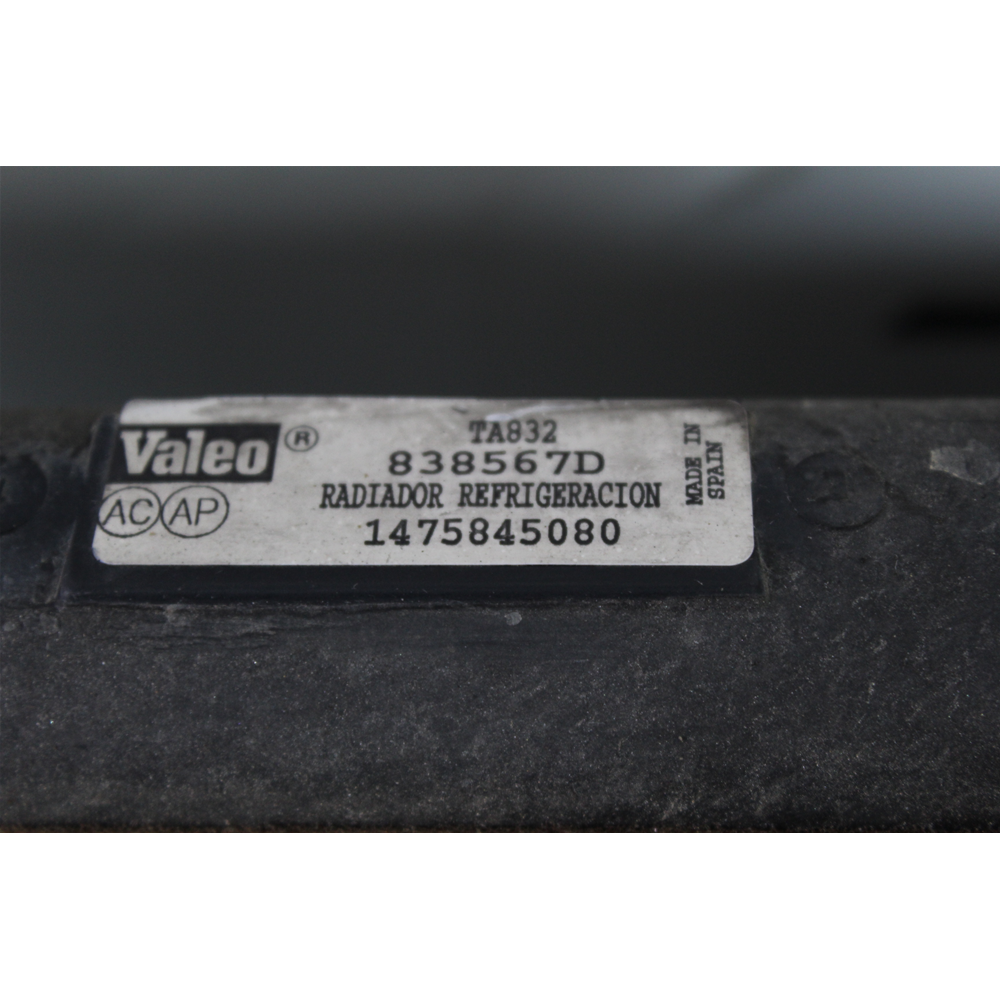 Valeo®
AC AP
TA832
838567D
RADIADOR REFRIGERACION
1475845080
MADE IN
SPAIN